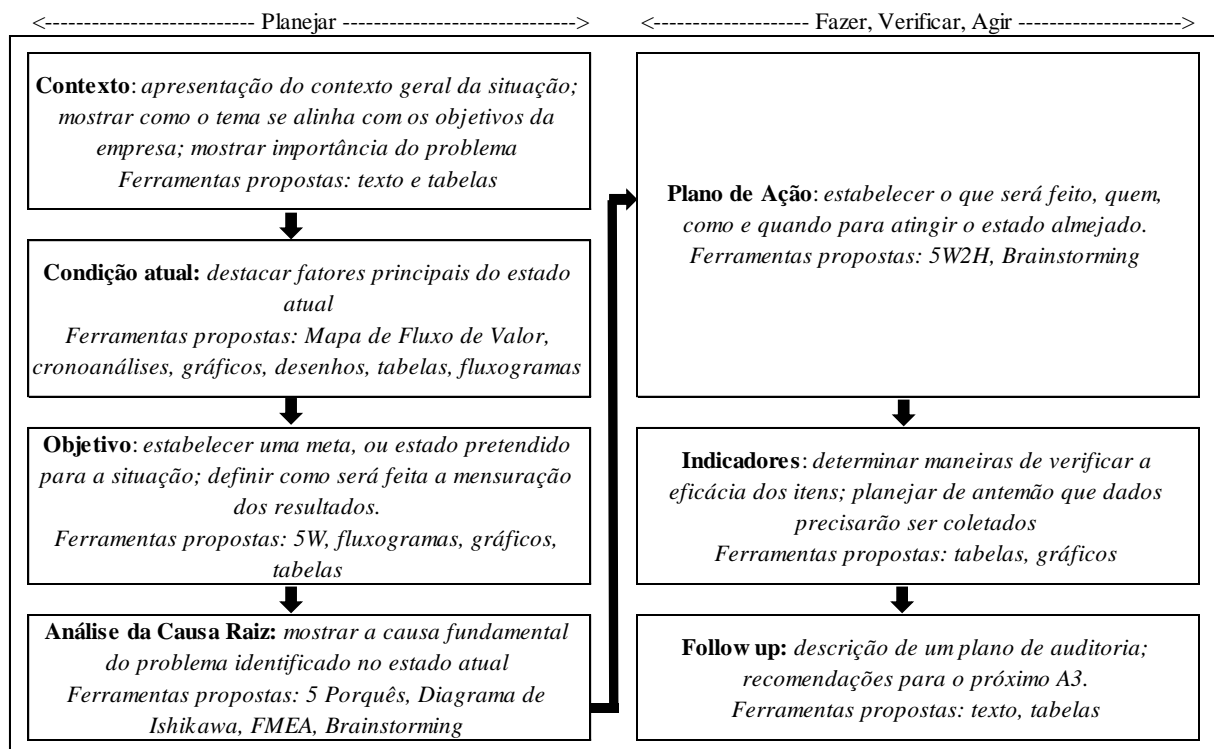 <--------------------------- Planejar ------------------------------>
Contexto: apresentação do contexto geral da situação;
mostrar como o tema se alinha com os objetivos da
empresa; mostrar importância do problema
Ferramentas propostas: texto e tabelas
Condição atual: destacar fatores principais do estado
atual
Ferramentas propostas: Mapa de Fluxo de Valor,
cronoanálises, gráficos, desenhos, tabelas, fluxogramas
Objetivo: estabelecer uma meta, ou estado pretendido
para a situação; definir como será feita a mensuração
dos resultados.
Ferramentas propostas: 5W, fluxogramas, gráficos,
tabelas
Análise da Causa Raiz: mostrar a causa fundamental
do problema identificado no estado atual
Ferramentas propostas: 5 Porquês, Diagrama de
Ishikawa, FMEA, Brainstorming
<-------------------- Fazer, Verificar, Agir --------------------->
Plano de Ação: estabelecer o que será feito, quem,
como e quando para atingir o estado almejado.
Ferramentas propostas: 5W2H, Brainstorming
Indicadores: determinar maneiras de verificar a
eficácia dos itens; planejar de antemão que dados
precisarão ser coletados
Ferramentas propostas: tabelas, gráficos
Follow up: descrição de um plano de auditoria;
recomendações para o próximo A3.
Ferramentas propostas: texto, tabelas